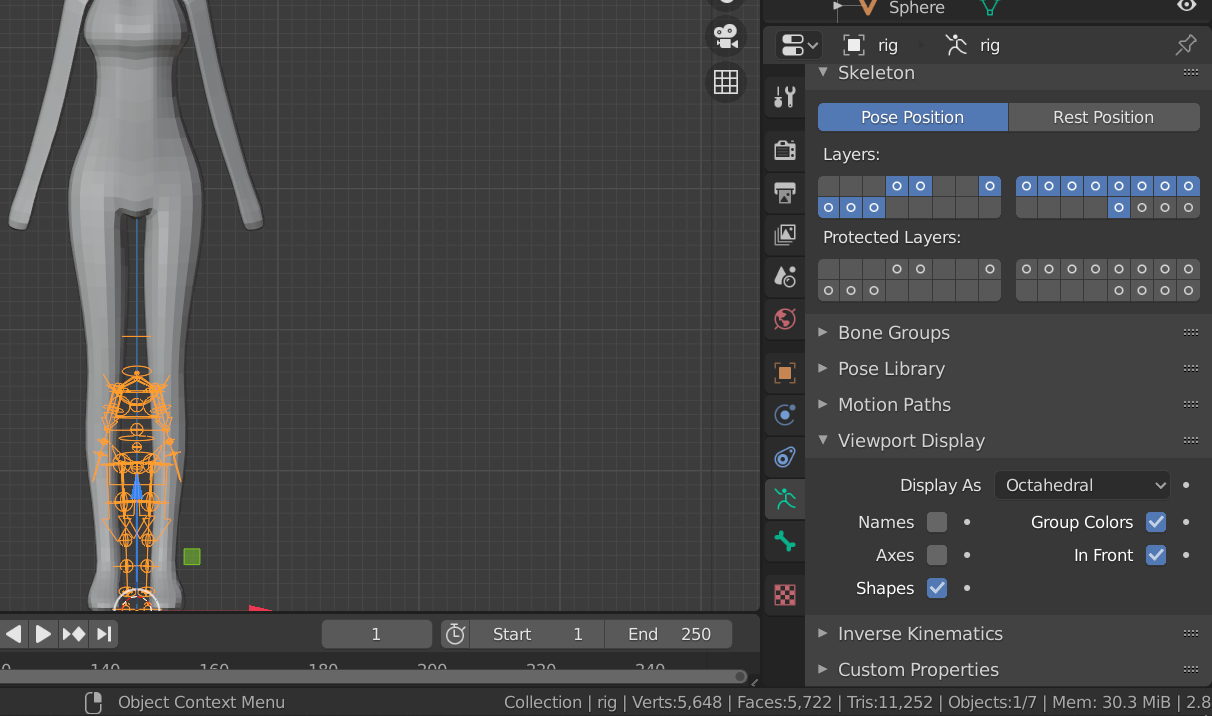 Sphere
rig rig
Skeleton
Pose Position Rest Position
Layers:
Protected Layers:
Bone Groups
Pose Library
Motion Paths
Viewport Display
Display As Octahedral
Names Group Colors
Axes In Front
Shapes
1 Start 1 End 250
140 160 180 200 220 240
Inverse Kinematics
Custom Properties
Object Context Menu Collection | rig | Verts:5,648 | Faces:5,722 | Tris:11,252 | Objects:1/7 | Mem: 30.3 MiB | 2.8